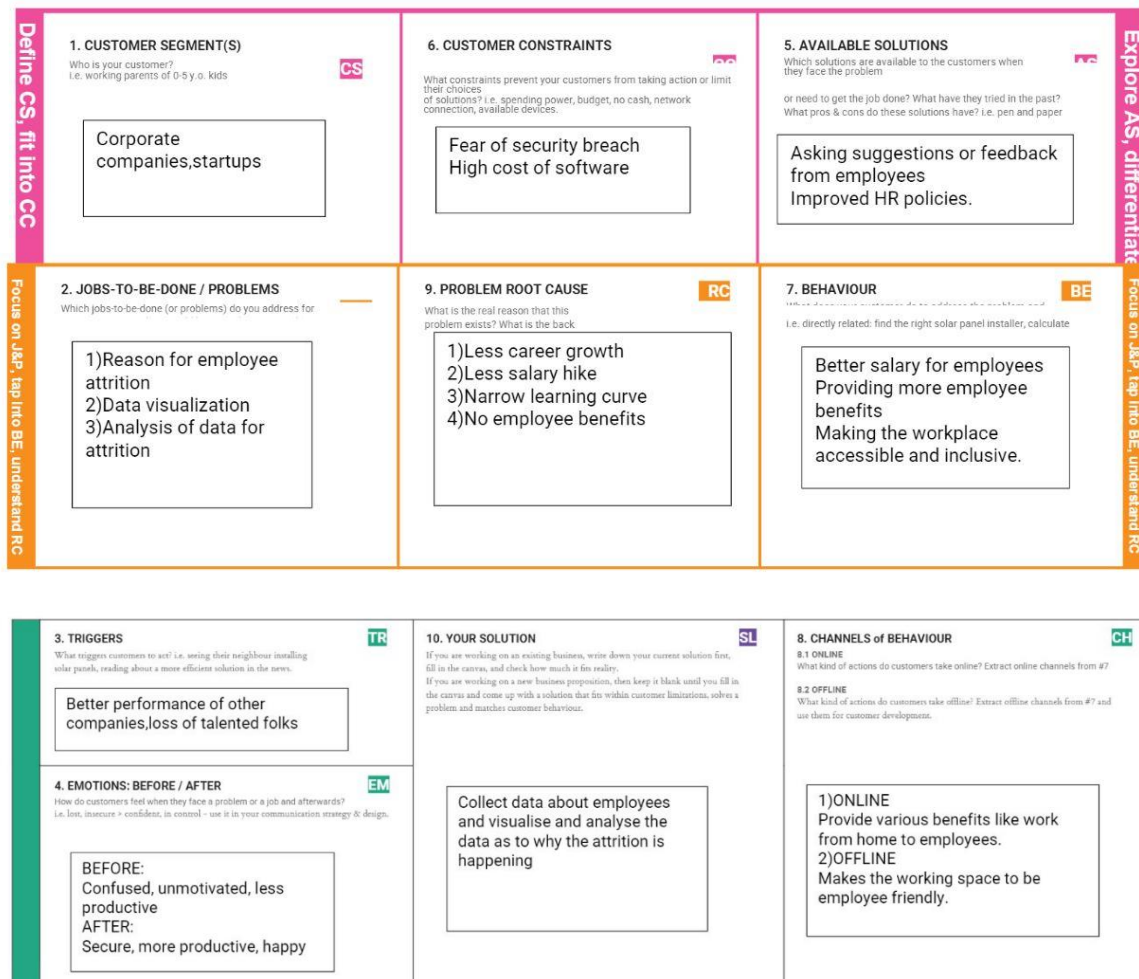 Define CS, fit into CC
1. CUSTOMER SEGMENT(S)
CS
Who is your customer?
i.e. working parents of 0-5 y.o. kids
Corporate
companies,startups
6. CUSTOMER CONSTRAINTS
What constraints prevent your customers from taking action or limit
their choices
of solutions? i.e. spending power, budget, no cash, network
connection, available devices.
Fear of security breach
High cost of software
5. AVAILABLE SOLUTIONS
Which solutions are available to the customers when
they face the problem
or need to get the job done? What have they tried in the past?
What pros & cons do these solutions have? i.e. pen and paper
Asking suggestions or feedback
from employees
Improved HR policies.
Explore AS, differentiate
Focus on J&P, tap into BE, understand RC
2. JOBS-TO-BE-DONE / PROBLEMS
Which jobs-to-be-done (or problems) do you address for
1)Reason for employee
attrition
2)Data visualization
3)Analysis of data for
attrition
9. PROBLEM ROOT CAUSE
RC
What is the real reason that this
problem exists? What is the back
1)Less career growth
2)Less salary hike
3)Narrow learning curve
4)No employee benefits
7. BEHAVIOUR
BE
i.e. directly related: find the right solar panel installer, calculate
Better salary for employees
Providing more employee
benefits
Making the workplace
accessible and inclusive.
Focus on J&P, tap into BE, understand RC
3. TRIGGERS
TR
What triggers customers to act? i.e. seeing their neighbour installing
solar panels, reading about a more efficient solution in the news.
Better performance of other
companies,loss of talented folks
4. EMOTIONS: BEFORE / AFTER
EM
How do customers feel when they face a problem or a job and afterwards?
i.e. lost, insecure > confident, in control - use it in your communication strategy & design.
BEFORE:
Confused, unmotivated, less
productive
AFTER:
Secure, more productive, happy
10. YOUR SOLUTION
SL
If you are working on an existing business, write down your current solution first,
fill in the canvas, and check how much it fits reality.
If you are working on a new business proposition, then keep it blank until you fill in
the canvas and come up with a solution that fits within customer limitations, solves a
problem and matches customer behaviour.
Collect data about employees
and visualise and analyse the
data as to why the attrition is
happening
8. CHANNELS of BEHAVIOUR
CH
8.1 ONLINE
What kind of actions do customers take online? Extract online channels from #7
8.2 OFFLINE
What kind of actions do customers take offline? Extract offline channels from #7 and
use them for customer development.
1)ONLINE
Provide various benefits like work
from home to employees.
2)OFFLINE
Makes the working space to be
employee friendly.